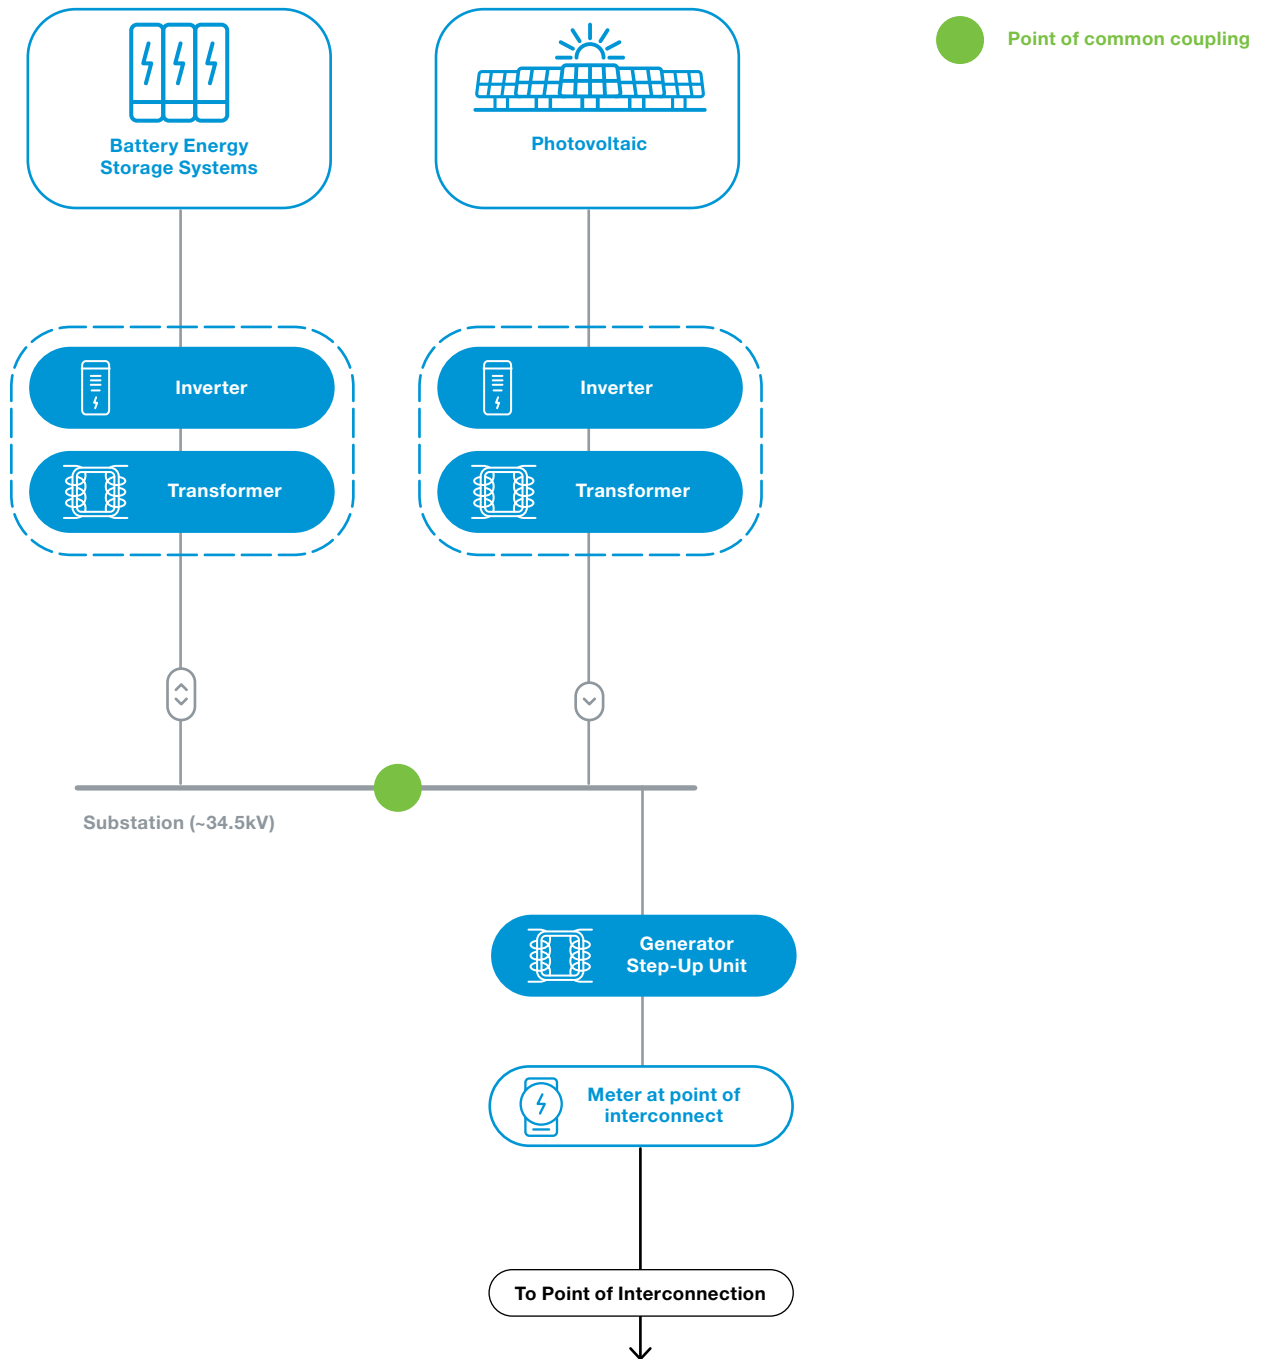 Point of common coupling
Battery Energy
Storage Systems
Photovoltaic
Inverter
Inverter
Transformer
Transformer
Substation (~34.5kV)
Generator
Step-Up Unit
Meter at point of
interconnect
To Point of Interconnection